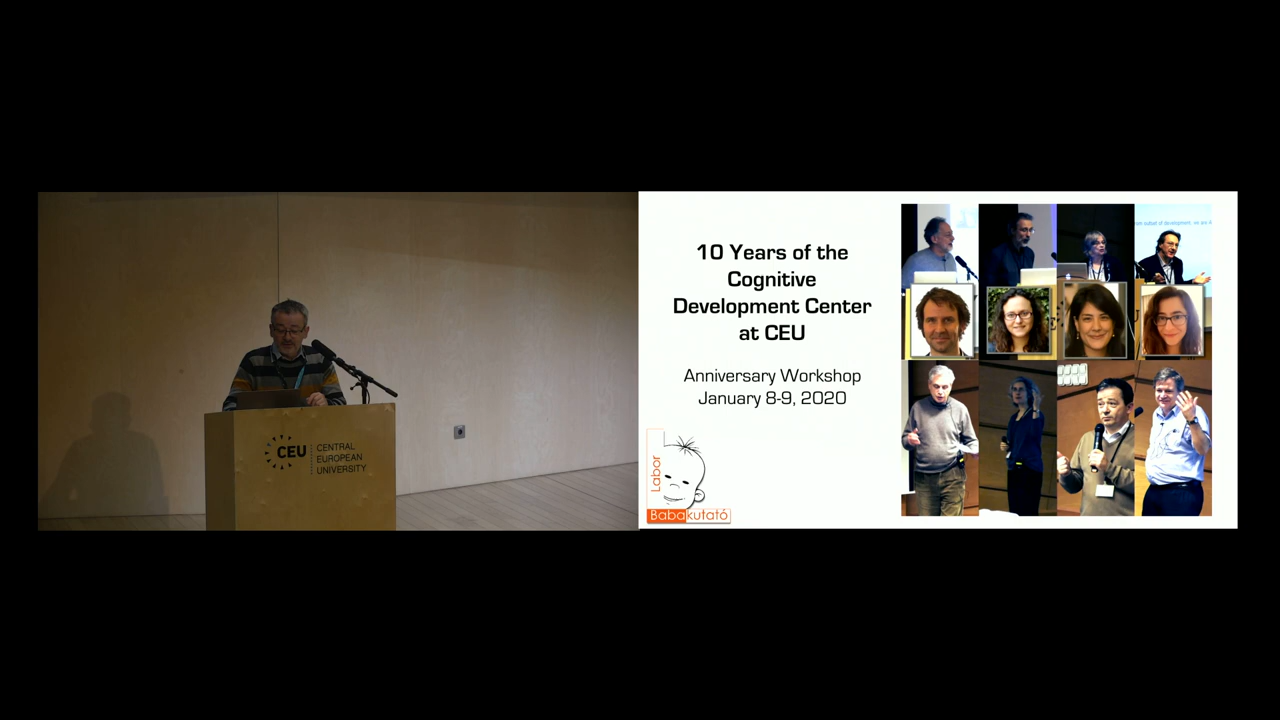 CEU
CENTRAL
EUROPEAN
UNIVERSITY
10 Years of the
Cognitive
Development Center
at CEU
Anniversary Workshop
January 8-9, 2020
Labor
Babakutató